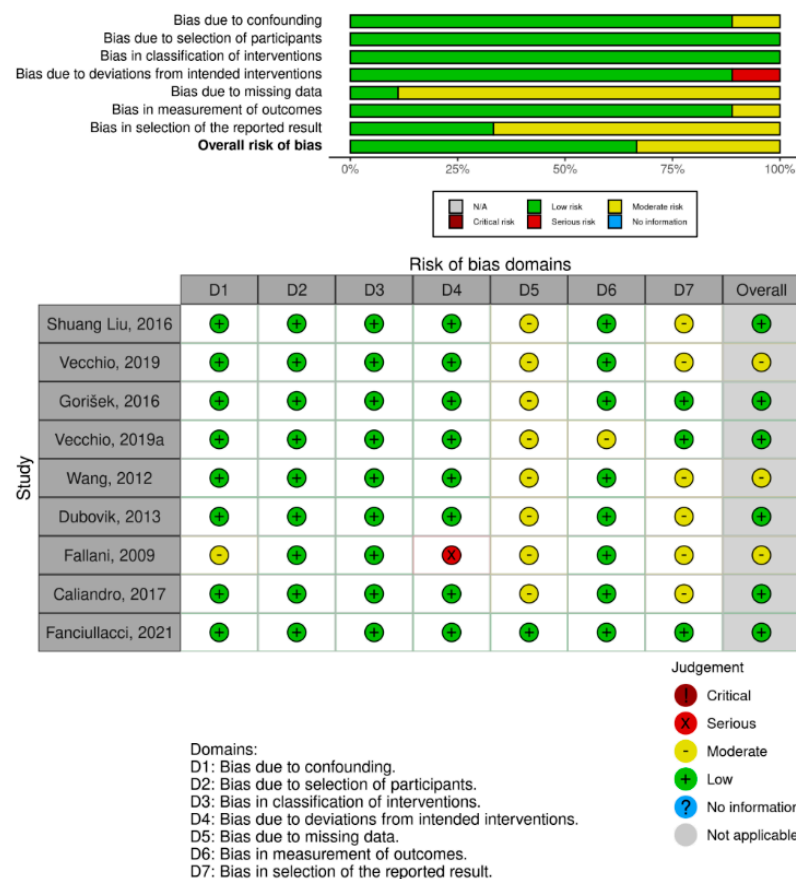 Bias due to confounding
Bias due to selection of participants
Bias in classification of interventions
Bias due to deviations from intended interventions
Bias due to missing data
Bias in measurement of outcomes
Bias in selection of the reported result
Overall risk of bias
0% 25% 50% 75% 100%
N/A Low risk Moderate risk
Critical risk Serious risk No information
Risk of bias domains
D1 D2 D3 D4 D5 D6 D7 Overall
Study
Shuang Liu, 2016 + + + + - + - +
Vecchio, 2019 + + + + - + - -
Gorišek, 2016 + + + + - + + +
Vecchio, 2019a + + + + - - + +
Wang, 2012 + + + + - + - -
Dubovik, 2013 + + + + - + - +
Fallani, 2009 - + + X - + - -
Caliandro, 2017 + + + + - + - +
Fanciullacci, 2021 + + + + + + + +
Judgement
! Critical
X Serious
- Moderate
+ Low
? No information
Not applicable
Domains:
D1: Bias due to confounding.
D2: Bias due to selection of participants.
D3: Bias in classification of interventions.
D4: Bias due to deviations from intended interventions.
D5: Bias due to missing data.
D6: Bias in measurement of outcomes.
D7: Bias in selection of the reported result.